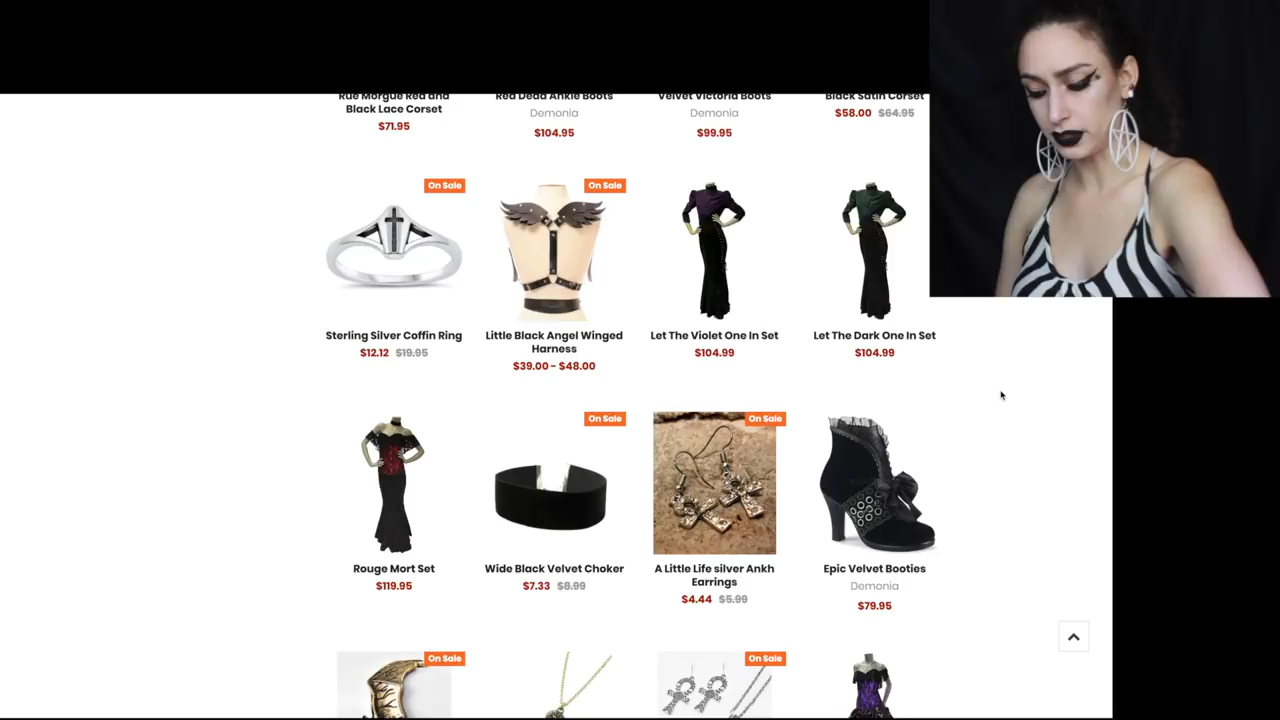 Rue Morgue Red and
Black Lace Corset
$71.95
Red Dead Ankle Boots
Demonia
$104.95
Velvet Victoria Boots
Demonia
$99.95
Black Satin Corset
$58.00 $64.95
On Sale
Sterling Silver Coffin Ring
$12.12 $19.95
On Sale
Little Black Angel Winged
Harness
$39.00 - $48.00
Let The Violet One In Set
$104.99
Let The Dark One In Set
$104.99
Rouge Mort Set
$119.95
On Sale
Wide Black Velvet Choker
$7.33 $8.99
On Sale
A Little Life silver Ankh
Earrings
$4.44 $5.99
Epic Velvet Booties
Demonia
$79.95
On Sale
On Sale